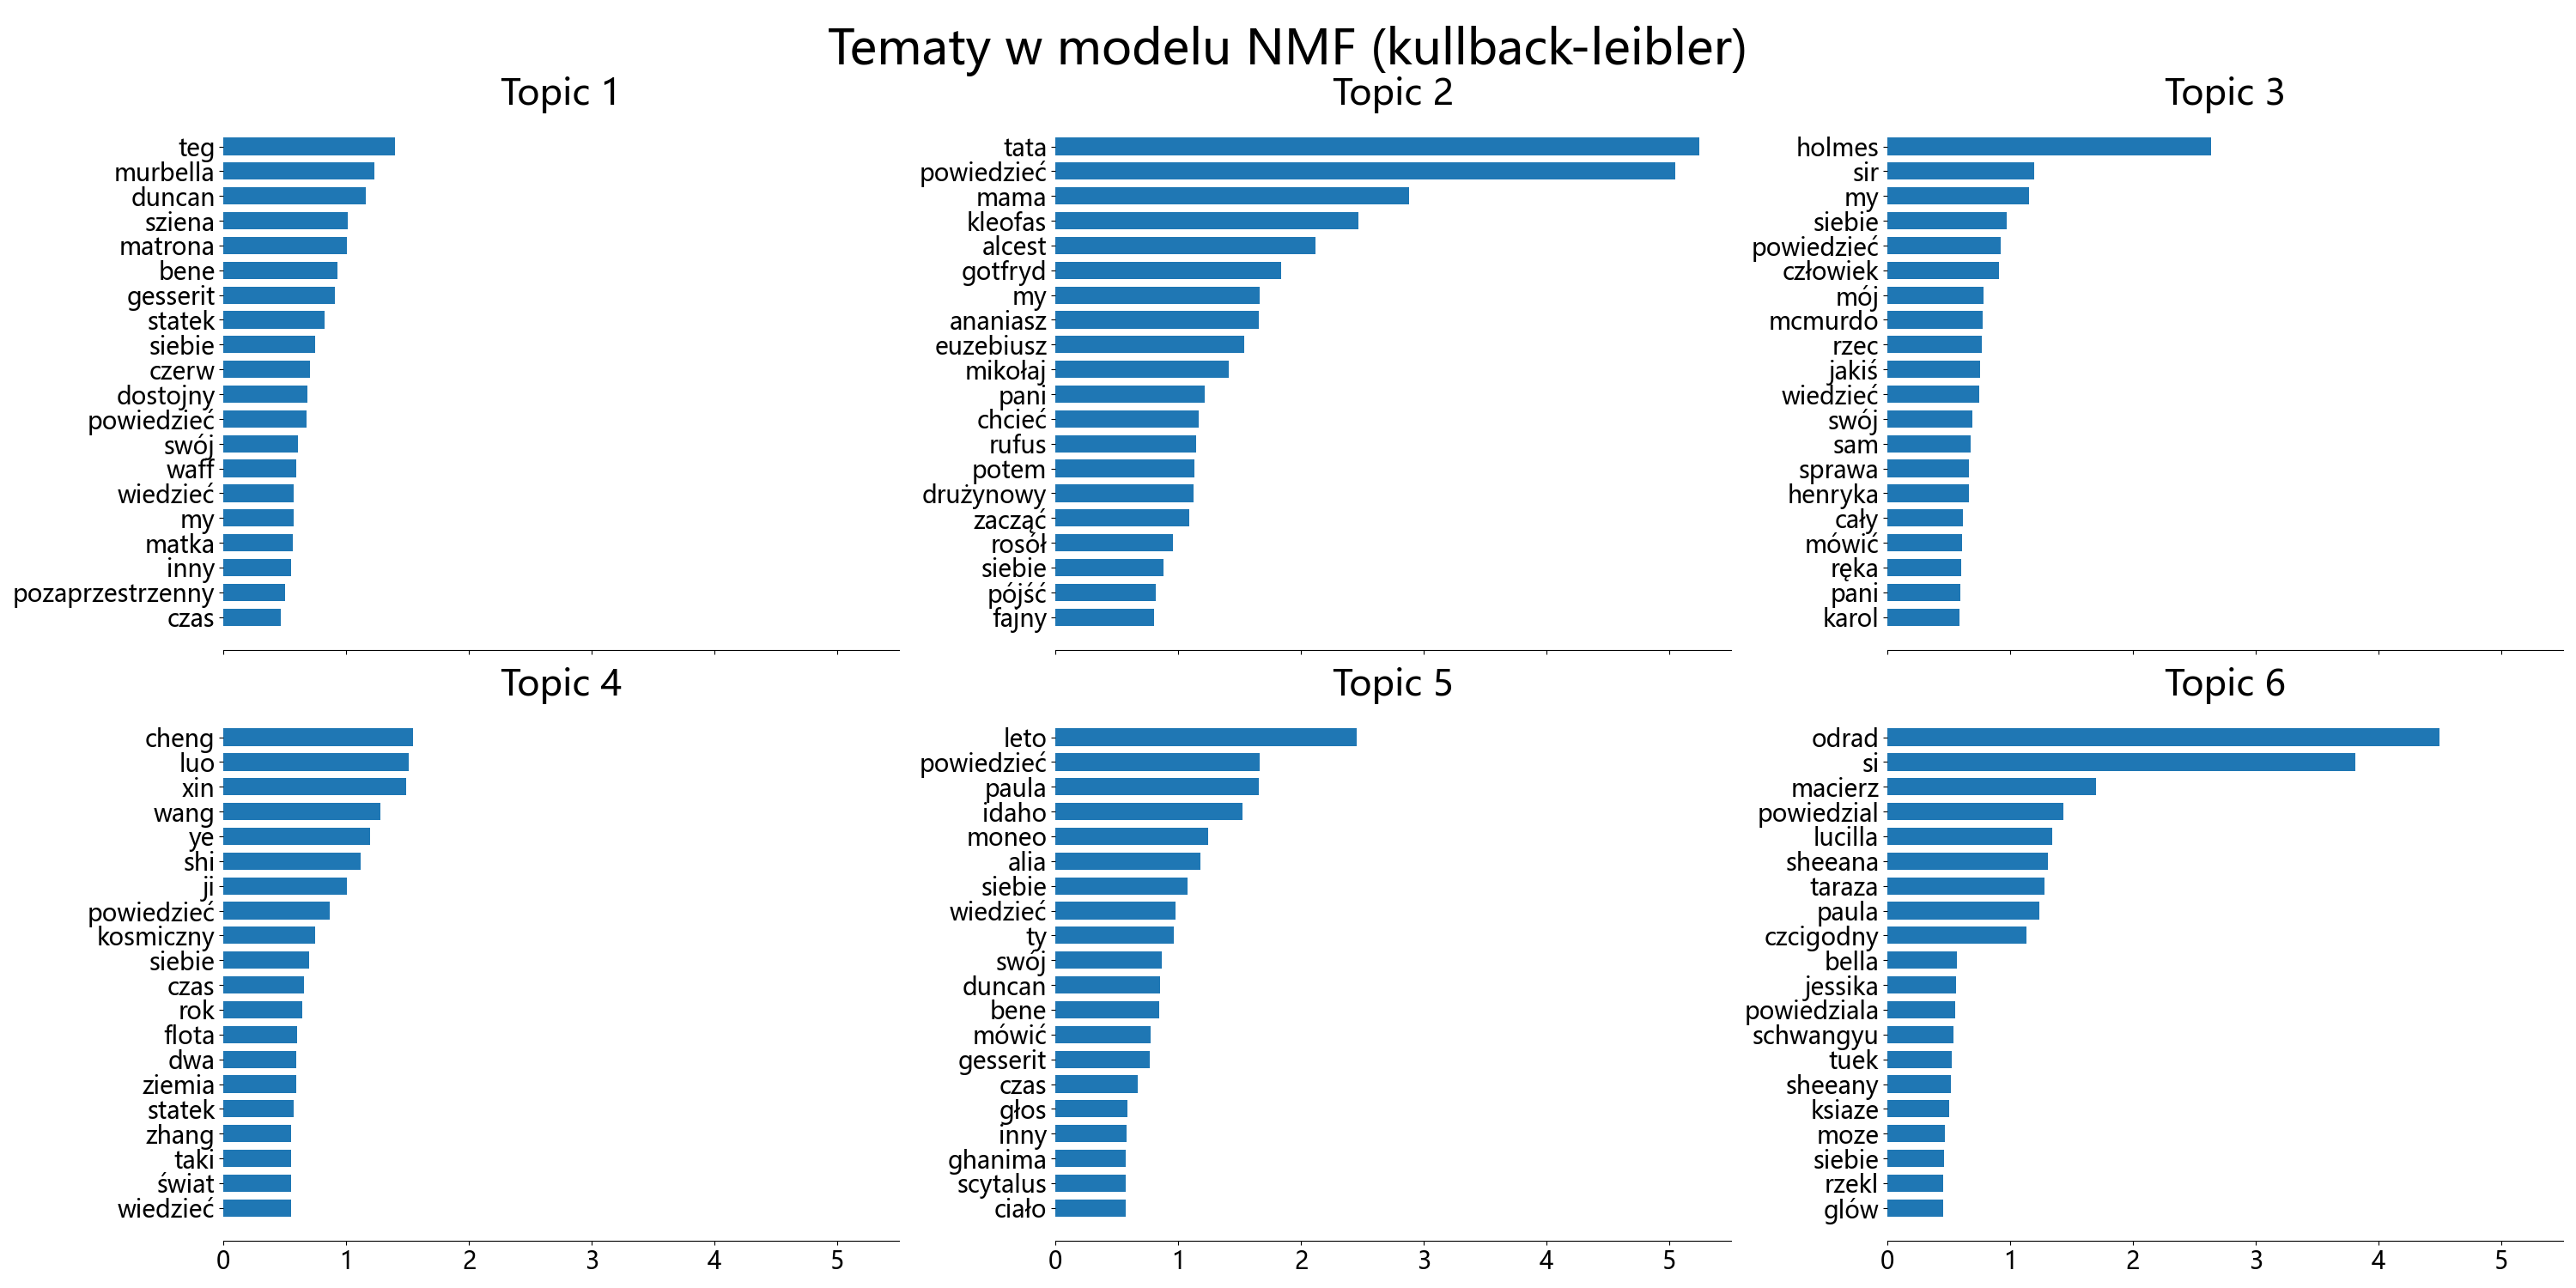 Tematy w modelu NMF (kullback-leibler)
Topic 1
teg
murbella
duncan
sziena
matrona
bene
gesserit
statek
siebie
czerw
dostojny
powiedzieć
swój
waff
wiedzieć
my
matka
inny
pozaprzestrzenny
czas
Topic 2
tata
powiedzieć
mama
kleofas
alcest
gotfryd
my
ananiasz
euzebiusz
mikołaj
pani
chcieć
rufus
potem
drużynowy
zacząć
rosół
siebie
pójść
fajny
Topic 3
holmes
sir
my
siebie
powiedzieć
człowiek
mój
mcmurdo
rzec
jakiś
wiedzieć
swój
sam
sprawa
henryka
cały
mówić
ręka
pani
karol
Topic 4
cheng
luo
xin
wang
ye
shi
ji
powiedzieć
kosmiczny
siebie
czas
rok
flota
dwa
ziemia
statek
zhang
taki
świat
wiedzieć
0 1 2 3 4 5
Topic 5
leto
powiedzieć
paula
idaho
moneo
alia
siebie
wiedzieć
ty
swój
duncan
bene
mówić
gesserit
czas
głos
inny
ghanima
scytalus
ciało
0 1 2 3 4 5
Topic 6
odrad
si
macierz
powiedzial
lucilla
sheeana
taraza
paula
czcigodny
bella
jessika
powiedziala
schwangyu
tuek
sheeany
ksiaze
moze
siebie
rzekl
glów
0 1 2 3 4 5